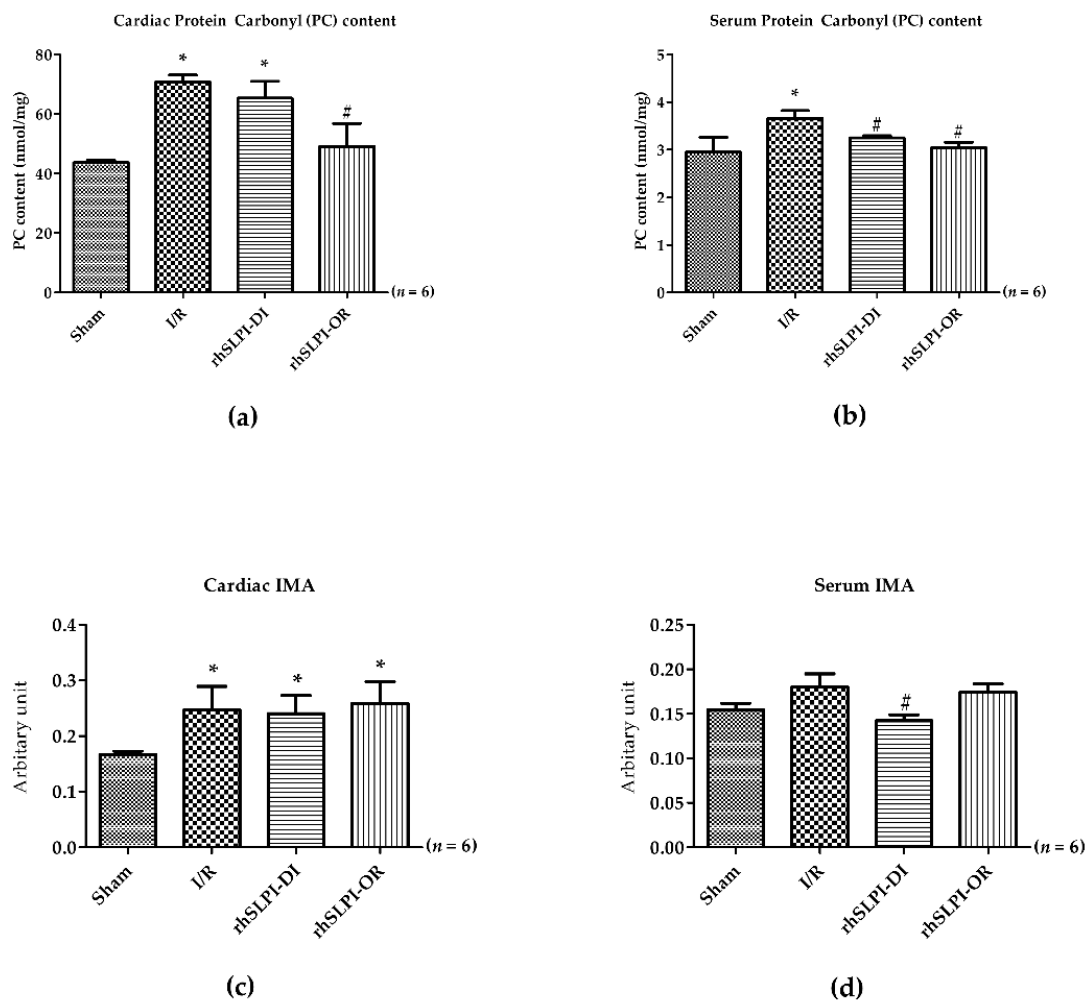 Cardiac Protein Carbonyl (PC) content
PC content (nmol/mg)
80
60
40
20
0
*
*
#
(n = 6)
Sham
I/R
rhSLPI-DI
rhSLPI-OR
(a)
Serum Protein Carbonyl (PC) content
PC content (nmol/mg)
5
4
3
2
1
0
*
#
#
(n = 6)
Sham
I/R
rhSLPI-DI
rhSLPI-OR
(b)
Cardiac IMA
Arbitary unit
0.4
0.3
0.2
0.1
0.0
*
*
*
(n = 6)
Sham
I/R
rhSLPI-DI
rhSLPI-OR
(c)
Serum IMA
Arbitary unit
0.25
0.20
0.15
0.10
0.05
0.00
#
(n = 6)
Sham
I/R
rhSLPI-DI
rhSLPI-OR
(d)